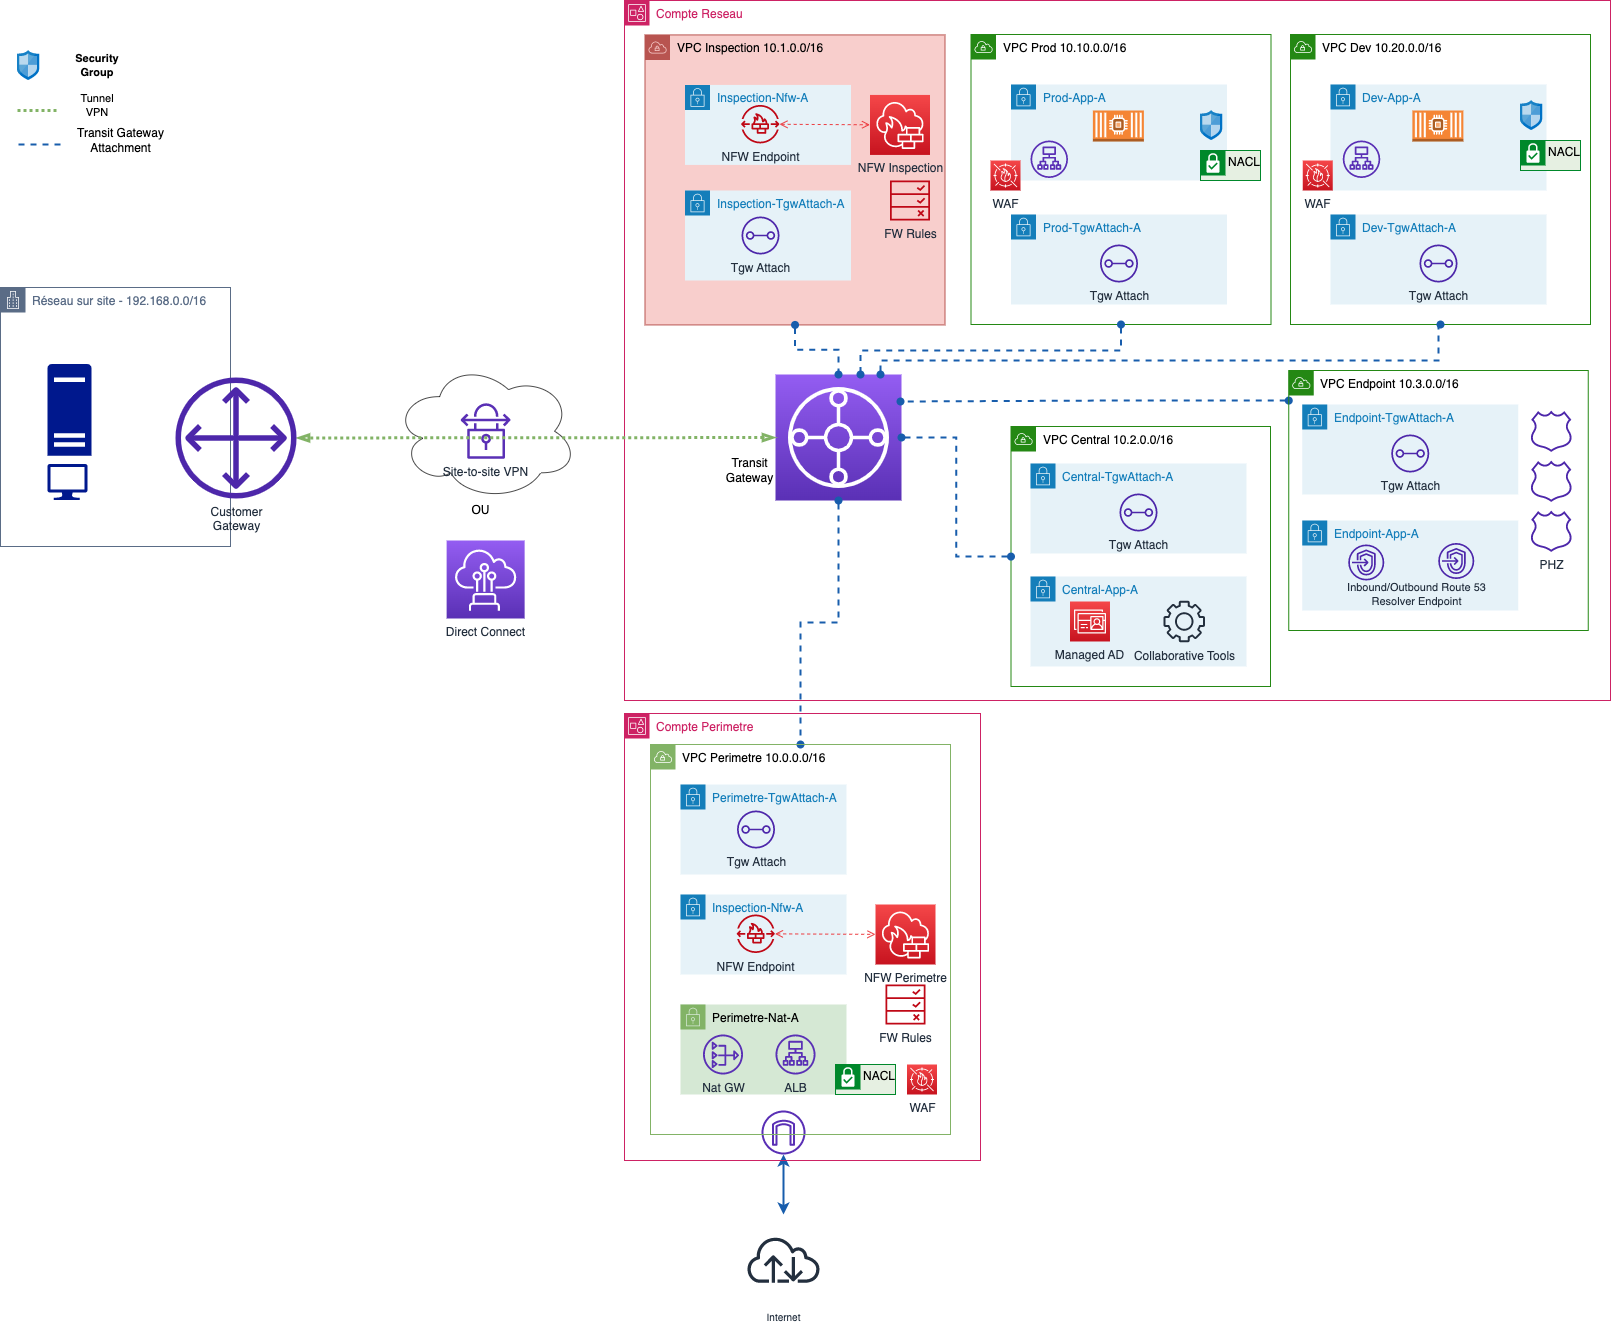 Security
Group
Tunnel
VPN
Transit Gateway
Attachment
Réseau sur site - 192.168.0.0/16
Customer
Gateway
Site-to-site VPN
OU
Direct Connect
Compte Reseau
VPC Inspection 10.1.0.0/16
Inspection-Nfw-A
NFW Endpoint
NFW Inspection
FW Rules
Inspection-TgwAttach-A
Tgw Attach
VPC Prod 10.10.0.0/16
Prod-App-A
NACL
WAF
Prod-TgwAttach-A
Tgw Attach
VPC Dev 10.20.0.0/16
Dev-App-A
NACL
WAF
Dev-TgwAttach-A
Tgw Attach
Transit
Gateway
VPC Central 10.2.0.0/16
Central-TgwAttach-A
Tgw Attach
Central-App-A
Managed AD
Collaborative Tools
VPC Endpoint 10.3.0.0/16
Endpoint-TgwAttach-A
Tgw Attach
Endpoint-App-A
Inbound/Outbound Route 53
Resolver Endpoint
PHZ
Compte Perimetre
VPC Perimetre 10.0.0.0/16
Perimetre-TgwAttach-A
Tgw Attach
Inspection-Nfw-A
NFW Endpoint
NFW Perimetre
FW Rules
Perimetre-Nat-A
Nat GW
ALB
NACL
WAF
Internet